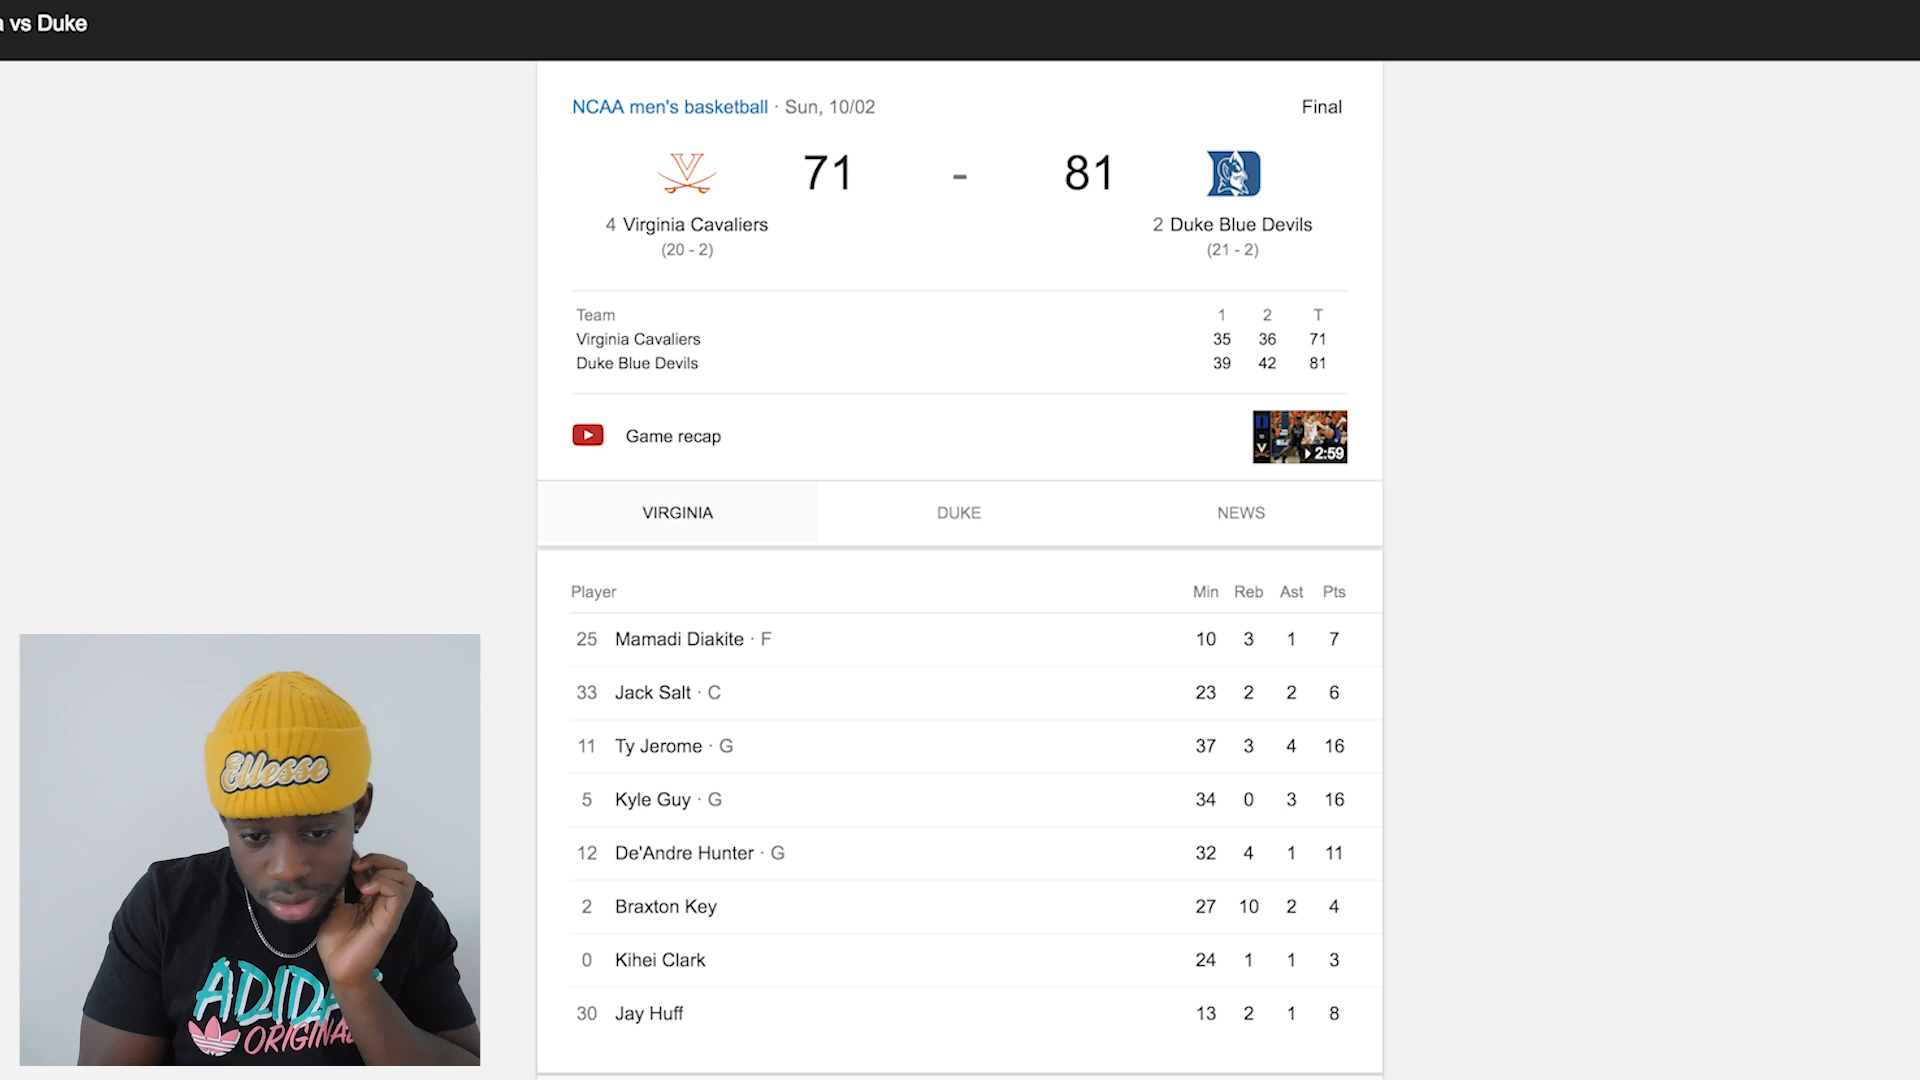 vs Duke
NCAA men's basketball · Sun, 10/02 Final
71 - 81
4 Virginia Cavaliers 2 Duke Blue Devils
(20 - 2) (21 - 2)
Team 1 2 T
Virginia Cavaliers 35 36 71
Duke Blue Devils 39 42 81
Game recap 2:59
VIRGINIA DUKE NEWS
Player Min Reb Ast Pts
25 Mamadi Diakite · F 10 3 1 7
33 Jack Salt · C 23 2 2 6
11 Ty Jerome · G 37 3 4 16
5 Kyle Guy · G 34 0 3 16
12 De'Andre Hunter · G 32 4 1 11
2 Braxton Key 27 10 2 4
0 Kihei Clark 24 1 1 3
30 Jay Huff 13 2 1 8
Ellesse
ADIDA
ORIGINA